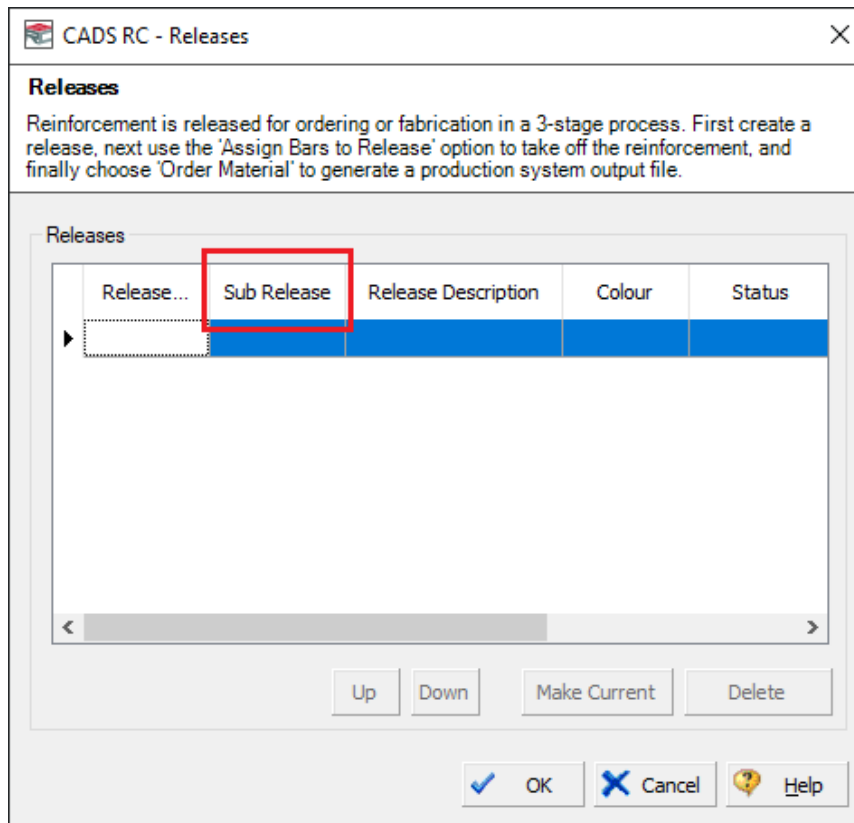 CADS RC - Releases
Releases
Reinforcement is released for ordering or fabrication in a 3-stage process. First create a
release, next use the 'Assign Bars to Release' option to take off the reinforcement, and
finally choose 'Order Material' to generate a production system output file.
Releases
Release... Sub Release Release Description Colour Status
Up Down Make Current Delete
OK Cancel Help